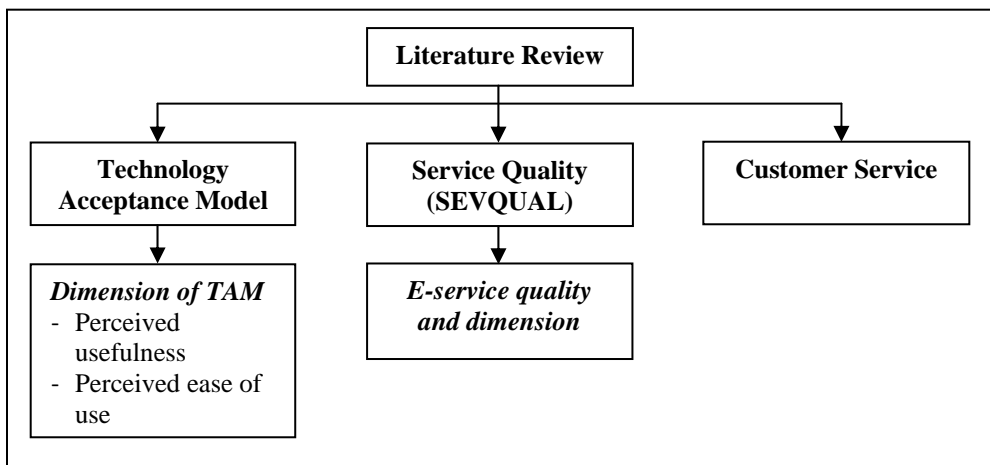 Literature Review
Technology
Acceptance Model
Service Quality
(SEVQUAL)
Customer Service
Dimension of TAM
- Perceived
usefulness
- Perceived ease of
use
E-service quality
and dimension